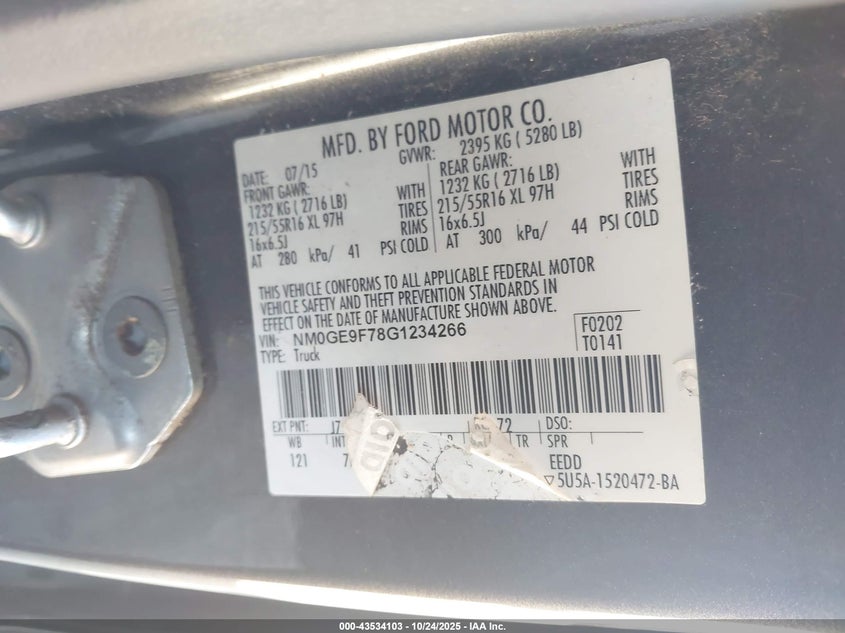 MFD. BY FORD MOTOR CO.
DATE: 07/15 GVWR: 2395 KG ( 5280 LB)
FRONT GAWR: REAR GAWR:
1232 KG ( 2716 LB) WITH 1232 KG ( 2716 LB) WITH
215/55R16 XL 97H TIRES 215/55R16 XL 97H TIRES
16x6.5J RIMS 16x6.5J RIMS
AT 280 kPa/ 41 PSI COLD AT 300 kPa/ 44 PSI COLD
THIS VEHICLE CONFORMS TO ALL APPLICABLE FEDERAL MOTOR
VEHICLE SAFETY AND THEFT PREVENTION STANDARDS IN
EFFECT ON THE DATE OF MANUFACTURE SHOWN ABOVE.
VIN: NM0GE9F78G1234266 F0202
TYPE: Truck T0141
EXT PNT: J7 72 DSO:
WB INT TR SPR
121 7 EEDD
▽5U5A-1520472-BA
000-43534103 - 10/24/2025 - IAA Inc.